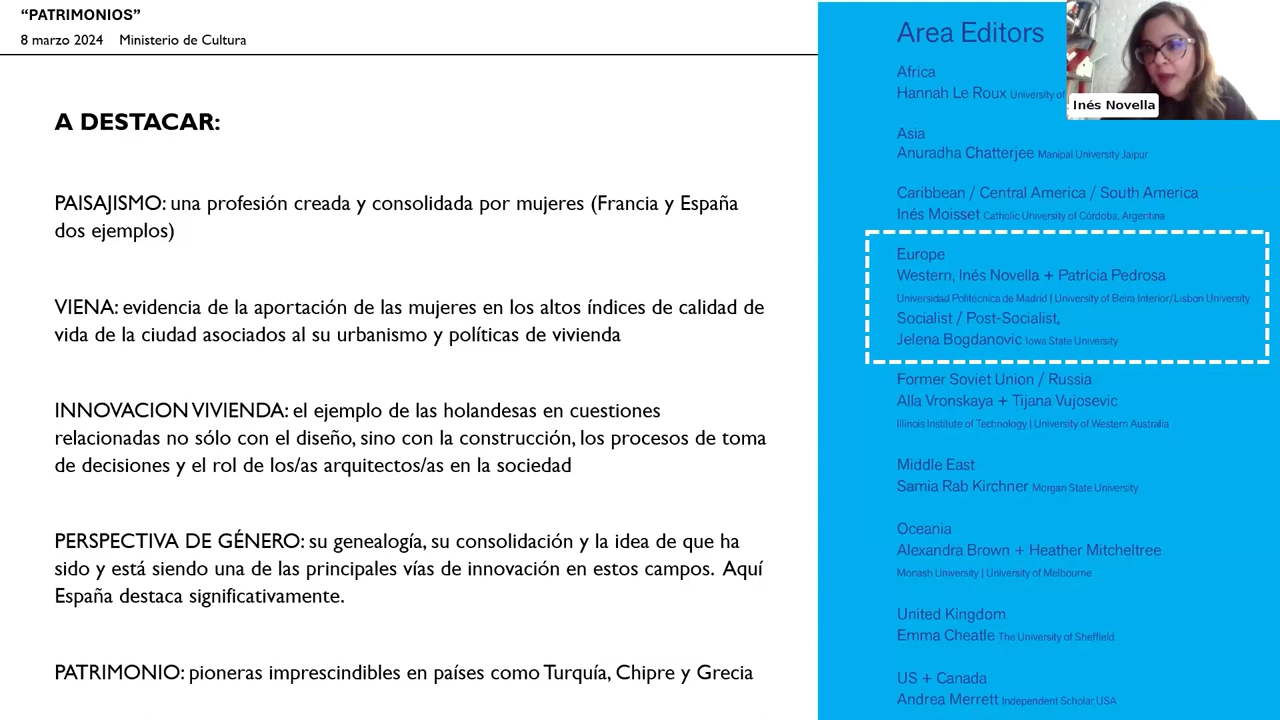 “PATRIMONIOS”
8 marzo 2024 Ministerio de Cultura
A DESTACAR:
PAISAJISMO: una profesión creada y consolidada por mujeres (Francia y España
dos ejemplos)
VIENA: evidencia de la aportación de las mujeres en los altos índices de calidad de
vida de la ciudad asociados al su urbanismo y políticas de vivienda
INNOVACION VIVIENDA: el ejemplo de las holandesas en cuestiones
relacionadas no sólo con el diseño, sino con la construcción, los procesos de toma
de decisiones y el rol de los/as arquitectos/as en la sociedad
PERSPECTIVA DE GÉNERO: su genealogía, su consolidación y la idea de que ha
sido y está siendo una de las principales vías de innovación en estos campos. Aquí
España destaca significativamente.
PATRIMONIO: pioneras imprescindibles en países como Turquía, Chipre y Grecia
Area Editors
Africa
Hannah Le Roux University of
Inés Novella
Asia
Anuradha Chatterjee Manipal University Jaipur
Caribbean / Central America / South America
Inés Moisset Catholic University of Córdoba, Argentina
Europe
Western, Inés Novella + Patrícia Pedrosa
Universidad Politécnica de Madrid | University of Beira Interior/Lisbon University
Socialist / Post-Socialist,
Jelena Bogdanovic Iowa State University
Former Soviet Union / Russia
Alla Vronskaya + Tijana Vujosevic
Illinois Institute of Technology | University of Western Australia
Middle East
Samia Rab Kirchner Morgan State University
Oceania
Alexandra Brown + Heather Mitcheltree
Monash University | University of Melbourne
United Kingdom
Emma Cheatle The University of Sheffield
US + Canada
Andrea Merrett Independent Scholar USA